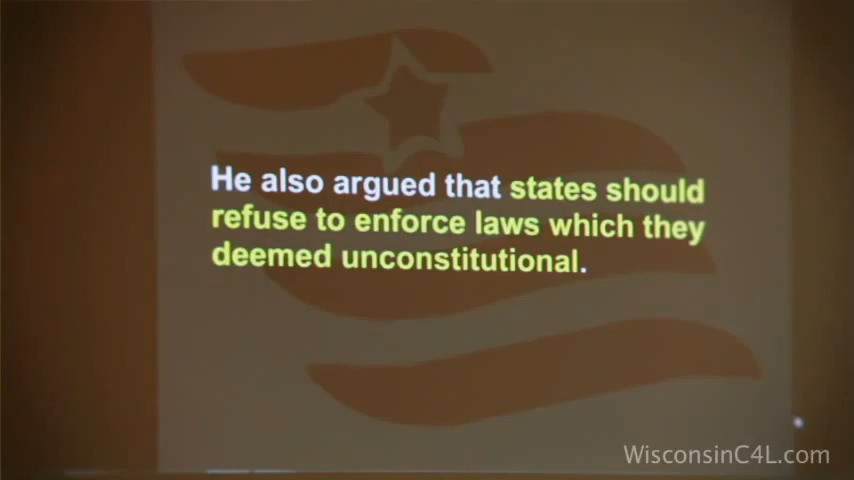 He also argued that states should
refuse to enforce laws which they
deemed unconstitutional.
WisconsinC4L.com